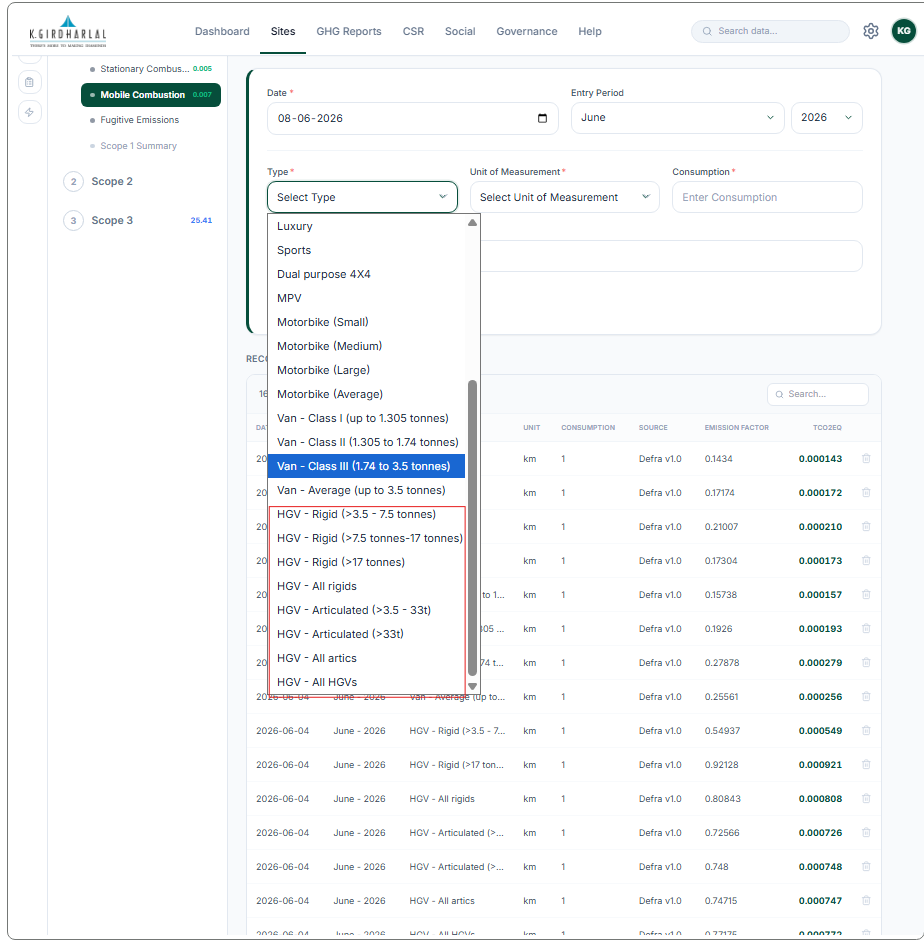 K.GIRDHARLAL
Dashboard Sites GHG Reports CSR Social Governance Help Search data... KG
Stationary Combus... 0.005
Mobile Combustion 0.007
Fugitive Emissions
Scope 1 Summary
2 Scope 2
3 Scope 3 25.41
Date * Entry Period
08-06-2026 June 2026
Type * Unit of Measurement * Consumption *
Select Type Select Unit of Measurement Enter Consumption
Luxury
Sports
Dual purpose 4X4
MPV
Motorbike (Small)
Motorbike (Medium)
Motorbike (Large)
Motorbike (Average)
Van - Class I (up to 1.305 tonnes)
Van - Class II (1.305 to 1.74 tonnes)
Van - Class III (1.74 to 3.5 tonnes)
Van - Average (up to 3.5 tonnes)
HGV - Rigid (>3.5 - 7.5 tonnes)
HGV - Rigid (>7.5 tonnes-17 tonnes)
HGV - Rigid (>17 tonnes)
HGV - All rigids
HGV - Articulated (>3.5 - 33t)
HGV - Articulated (>33t)
HGV - All artics
HGV - All HGVs
RECO
16 Search...
DA UNIT CONSUMPTION SOURCE EMISSION FACTOR TCO2EQ
20 km 1 Defra v1.0 0.1434 0.000143
20 km 1 Defra v1.0 0.17174 0.000172
20 km 1 Defra v1.0 0.21007 0.000210
20 km 1 Defra v1.0 0.17304 0.000173
20 to 1... km 1 Defra v1.0 0.15738 0.000157
20 305 ... km 1 Defra v1.0 0.1926 0.000193
20 74 t... km 1 Defra v1.0 0.27878 0.000279
2026-06-04 June - 2026 Van - Average (up to... km 1 Defra v1.0 0.25561 0.000256
2026-06-04 June - 2026 HGV - Rigid (>3.5 - 7... km 1 Defra v1.0 0.54937 0.000549
2026-06-04 June - 2026 HGV - Rigid (>17 ton... km 1 Defra v1.0 0.92128 0.000921
2026-06-04 June - 2026 HGV - All rigids km 1 Defra v1.0 0.80843 0.000808
2026-06-04 June - 2026 HGV - Articulated (>... km 1 Defra v1.0 0.72566 0.000726
2026-06-04 June - 2026 HGV - Articulated (>... km 1 Defra v1.0 0.748 0.000748
2026-06-04 June - 2026 HGV - All artics km 1 Defra v1.0 0.74715 0.000747
2026-06-04 June - 2026 HGV - All HGVs km 1 Defra v1.0 0.77175 0.000772